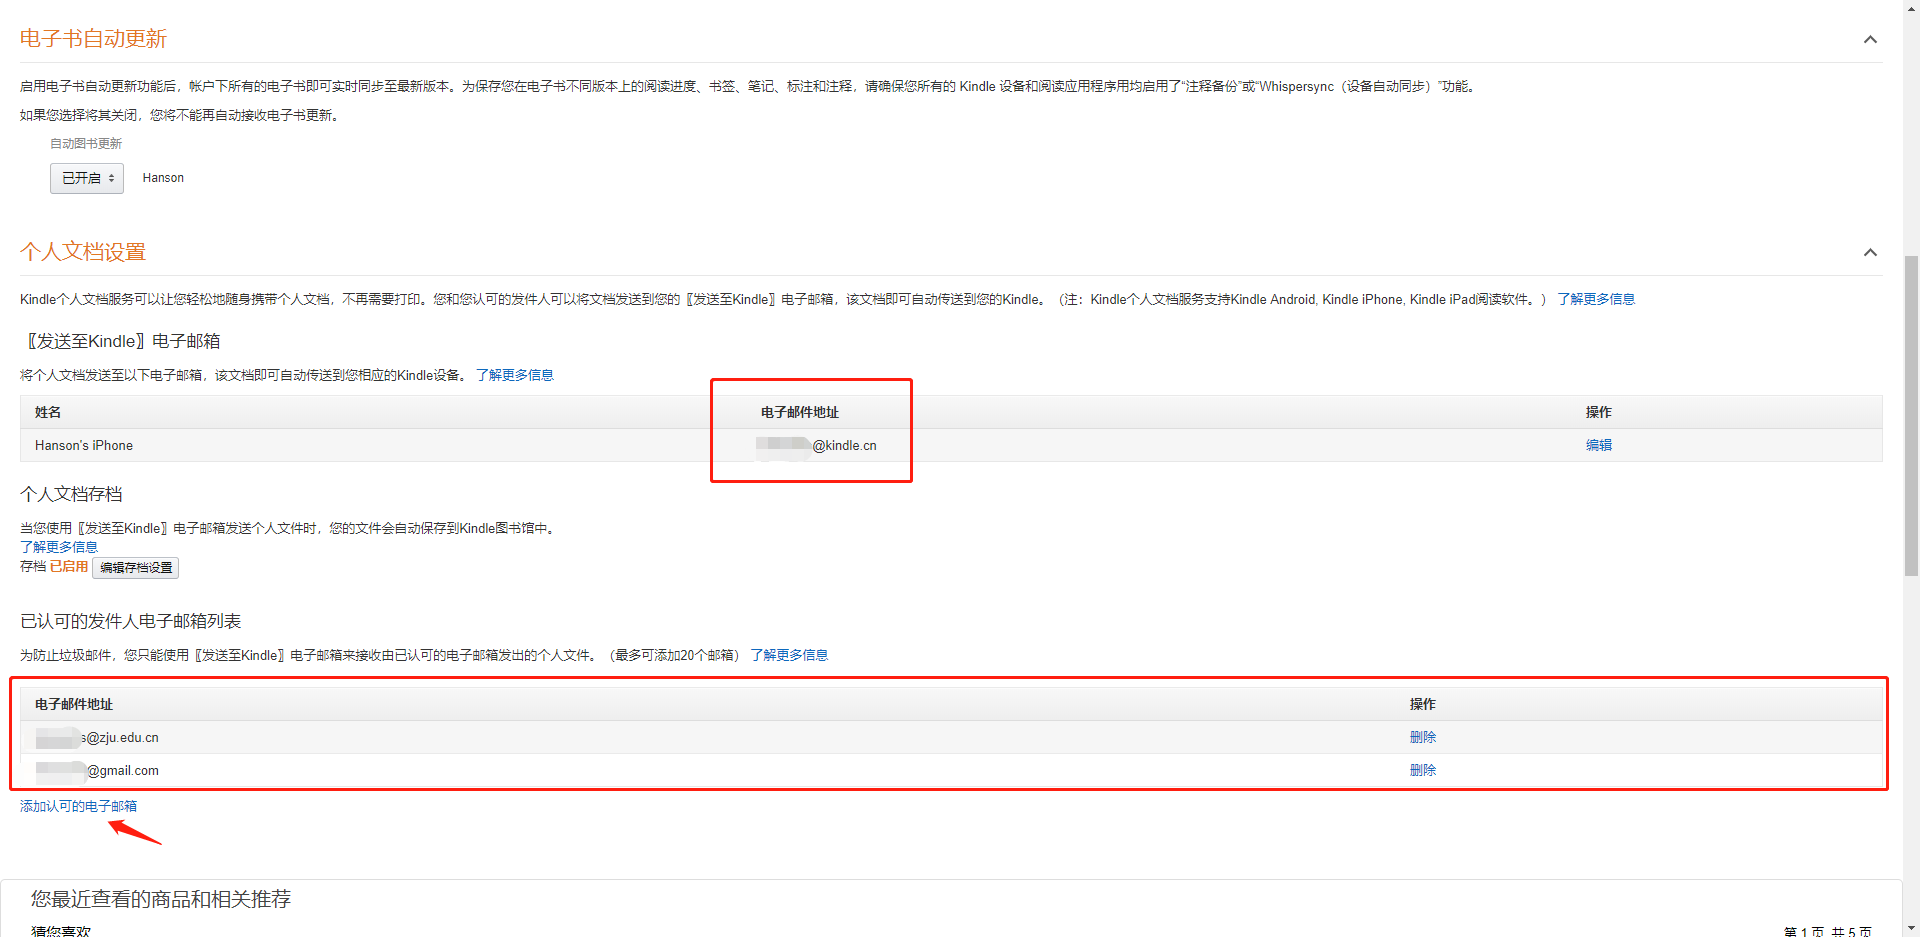 电子书自动更新
启用电子书自动更新功能后，帐户下所有的电子书即可实时同步至最新版本。为保存您在电子书不同版本上的阅读进度、书签、笔记、标注和注释，请确保您所有的 Kindle 设备和阅读应用程序用均启用了“注释备份”或“Whispersync（设备自动同步）”功能。
如果您选择将其关闭，您将不能再自动接收电子书更新。
自动图书更新
已开启 Hanson
个人文档设置
Kindle个人文档服务可以让您轻松地随身携带个人文档，不再需要打印。您和您认可的发件人可以将文档发送到您的〖发送至Kindle〗电子邮箱，该文档即可自动传送到您的Kindle。（注：Kindle个人文档服务支持Kindle Android, Kindle iPhone, Kindle iPad阅读软件。） 了解更多信息
〖发送至Kindle〗电子邮箱
将个人文档发送至以下电子邮箱，该文档即可自动传送到您相应的Kindle设备。 了解更多信息
姓名 电子邮件地址 操作
Hanson's iPhone @kindle.cn 编辑
个人文档存档
当您使用〖发送至Kindle〗电子邮箱发送个人文件时，您的文件会自动保存到Kindle图书馆中。
了解更多信息
存档 已启用 编辑存档设置
已认可的发件人电子邮箱列表
为防止垃圾邮件，您只能使用〖发送至Kindle〗电子邮箱来接收由已认可的电子邮箱发出的个人文件。（最多可添加20个邮箱） 了解更多信息
电子邮件地址 操作
s@zju.edu.cn 删除
@gmail.com 删除
添加认可的电子邮箱
您最近查看的商品和相关推荐
猜您喜欢 第 1 页, 共 5 页